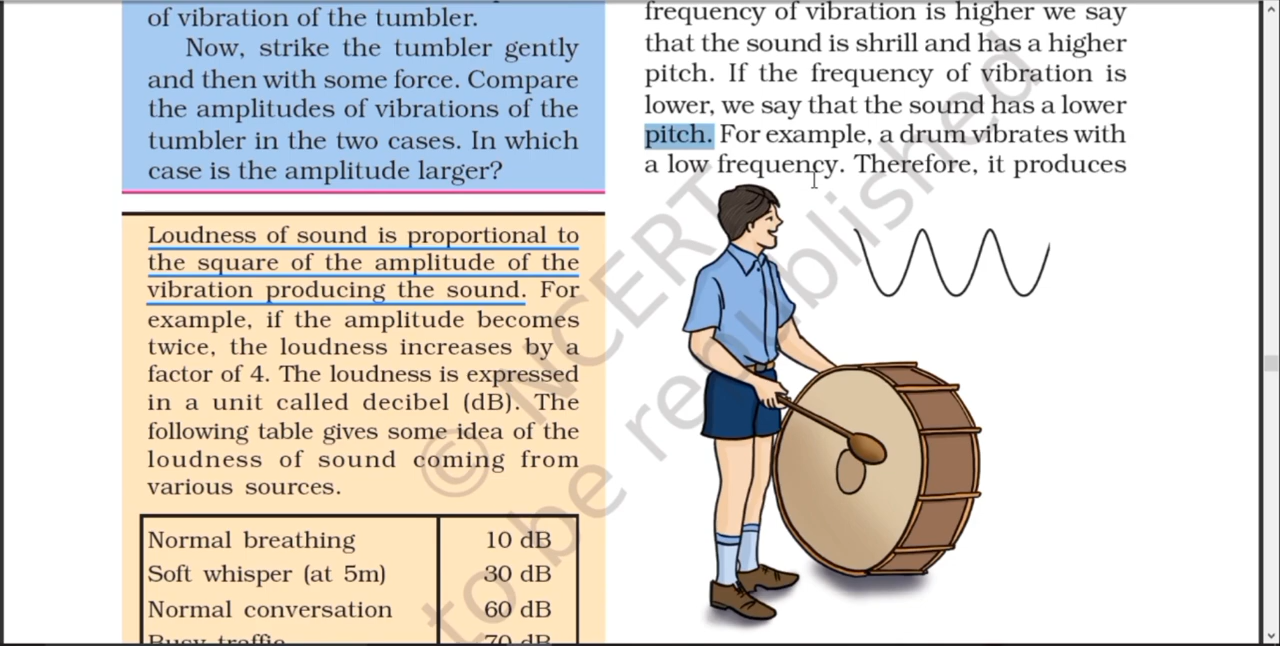 of vibration of the tumbler.
Now, strike the tumbler gently
and then with some force. Compare
the amplitudes of vibrations of the
tumbler in the two cases. In which
case is the amplitude larger?
Loudness of sound is proportional to
the square of the amplitude of the
vibration producing the sound. For
example, if the amplitude becomes
twice, the loudness increases by a
factor of 4. The loudness is expressed
in a unit called decibel (dB). The
following table gives some idea of the
loudness of sound coming from
various sources.
Normal breathing 10 dB
Soft whisper (at 5m) 30 dB
Normal conversation 60 dB
Busy traffic 70 dB
frequency of vibration is higher we say
that the sound is shrill and has a higher
pitch. If the frequency of vibration is
lower, we say that the sound has a lower
pitch. For example, a drum vibrates with
a low frequency. Therefore, it produces
© NCERT
to be republished